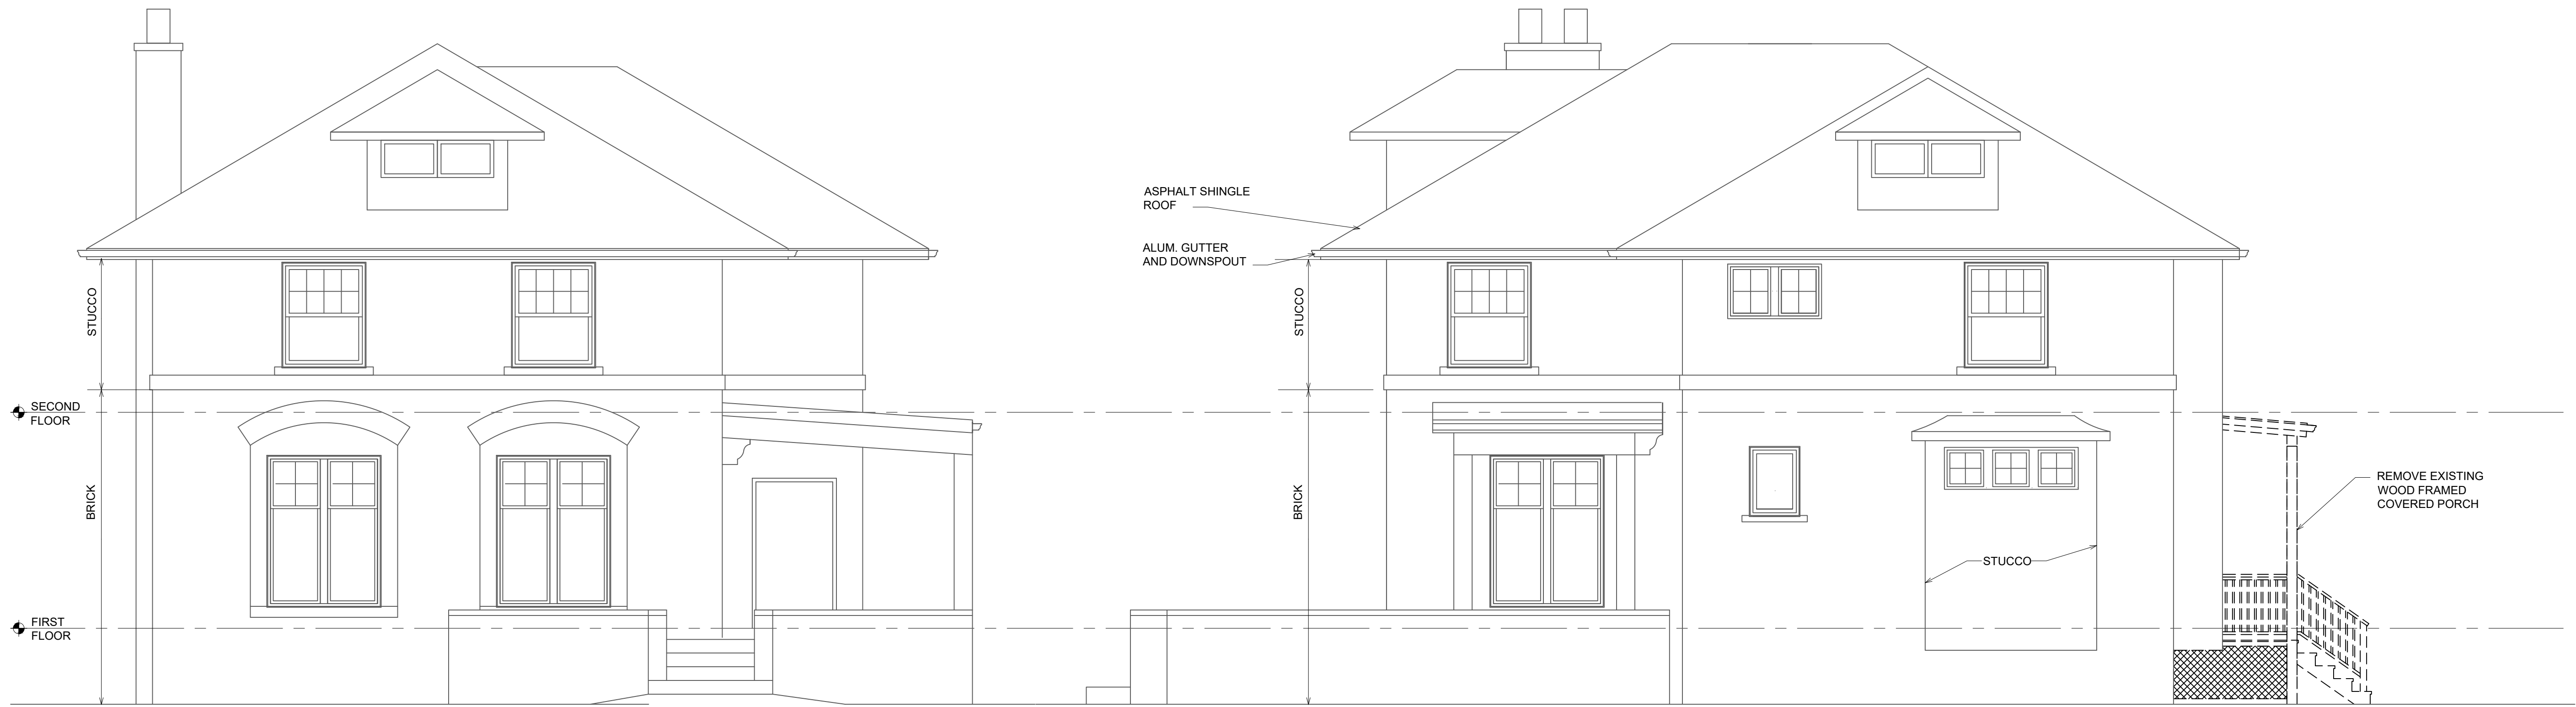 ASPHALT SHINGLE
ROOF
ALUM. GUTTER
AND DOWNSPOUT
STUCCO
STUCCO
SECOND
FLOOR
BRICK
BRICK
REMOVE EXISTING
WOOD FRAMED
COVERED PORCH
STUCCO
FIRST
FLOOR